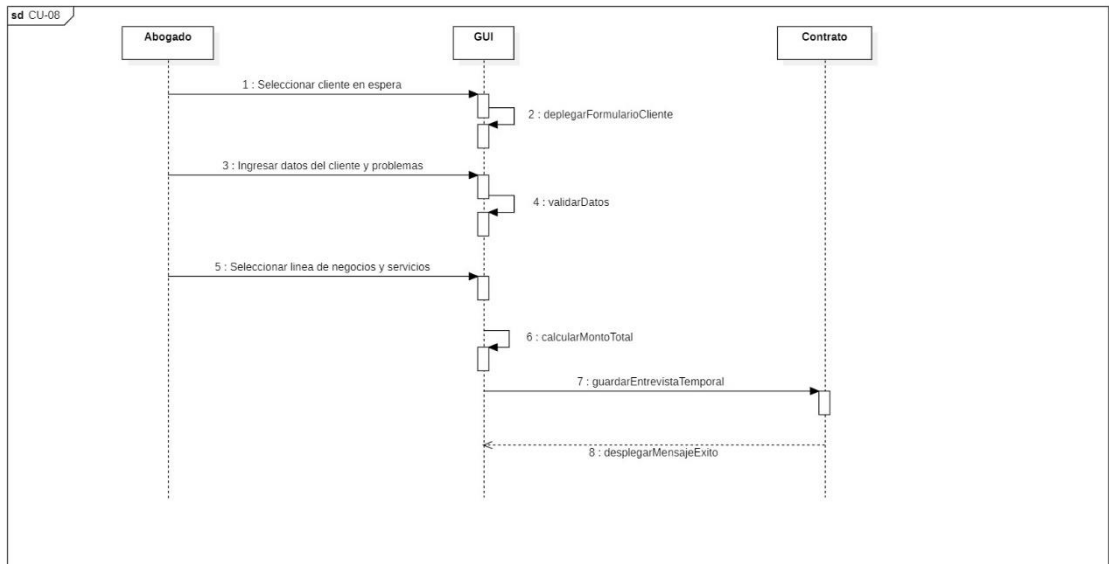 sd CU-08
Abogado
GUI
Contrato
1 : Seleccionar cliente en espera
2 : deplegarFormularioCliente
3 : Ingresar datos del cliente y problemas
4 : validarDatos
5 : Seleccionar linea de negocios y servicios
6 : calcularMontoTotal
7 : guardarEntrevistaTemporal
8 : desplegarMensajeExito